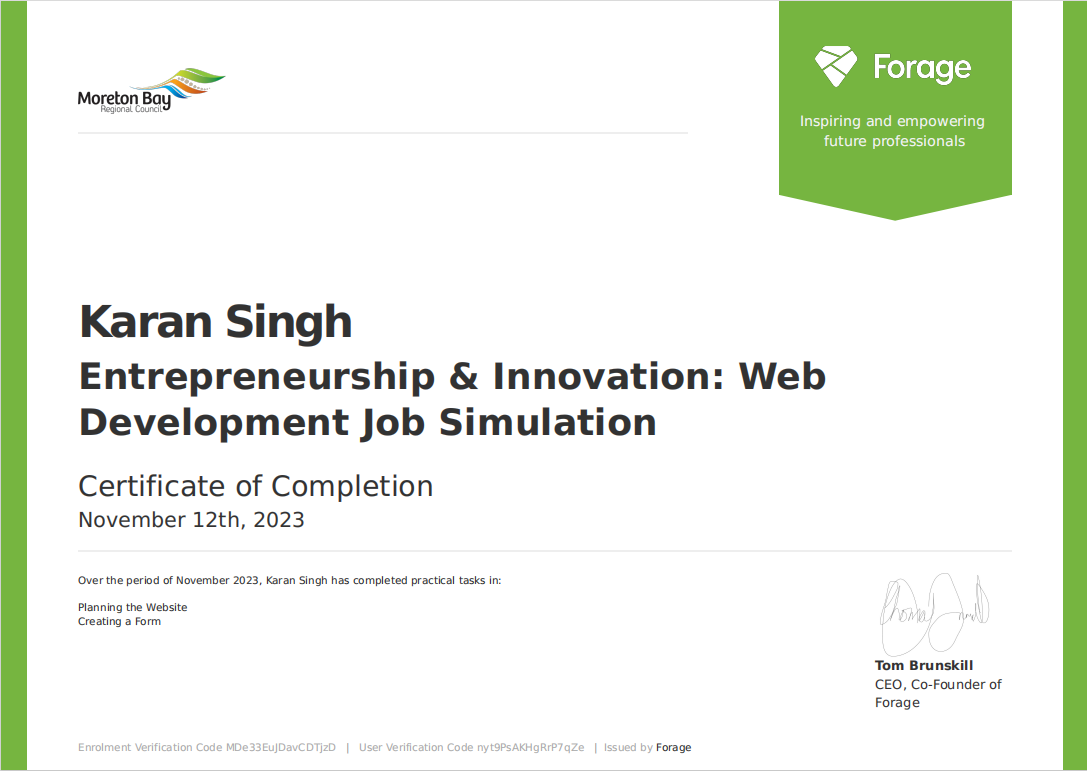 Moreton Bay
Regional Council
Forage
Inspiring and empowering
future professionals
Karan Singh
Entrepreneurship & Innovation: Web
Development Job Simulation
Certificate of Completion
November 12th, 2023
Over the period of November 2023, Karan Singh has completed practical tasks in:
Planning the Website
Creating a Form
Tom Brunskill
CEO, Co-Founder of
Forage
Enrolment Verification Code MDe33EuJDavCDTjzD | User Verification Code nyt9PsAKHgRrP7qZe | Issued by Forage